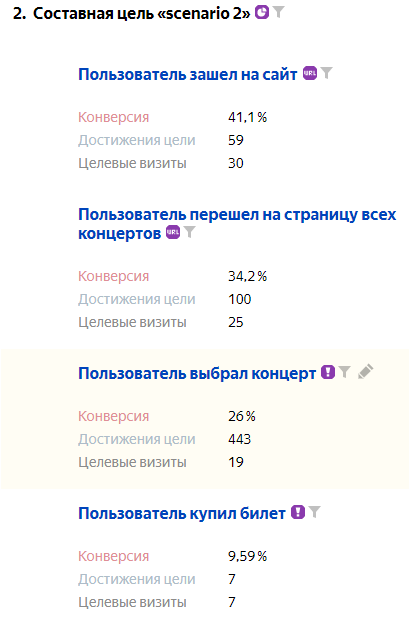 2. Составная цель «scenario 2»
Пользователь зашел на сайт URL
Конверсия 41,1 %
Достижения цели 59
Целевые визиты 30
Пользователь перешел на страницу всех
концертов URL
Конверсия 34,2 %
Достижения цели 100
Целевые визиты 25
Пользователь выбрал концерт !
Конверсия 26 %
Достижения цели 443
Целевые визиты 19
Пользователь купил билет !
Конверсия 9,59 %
Достижения цели 7
Целевые визиты 7